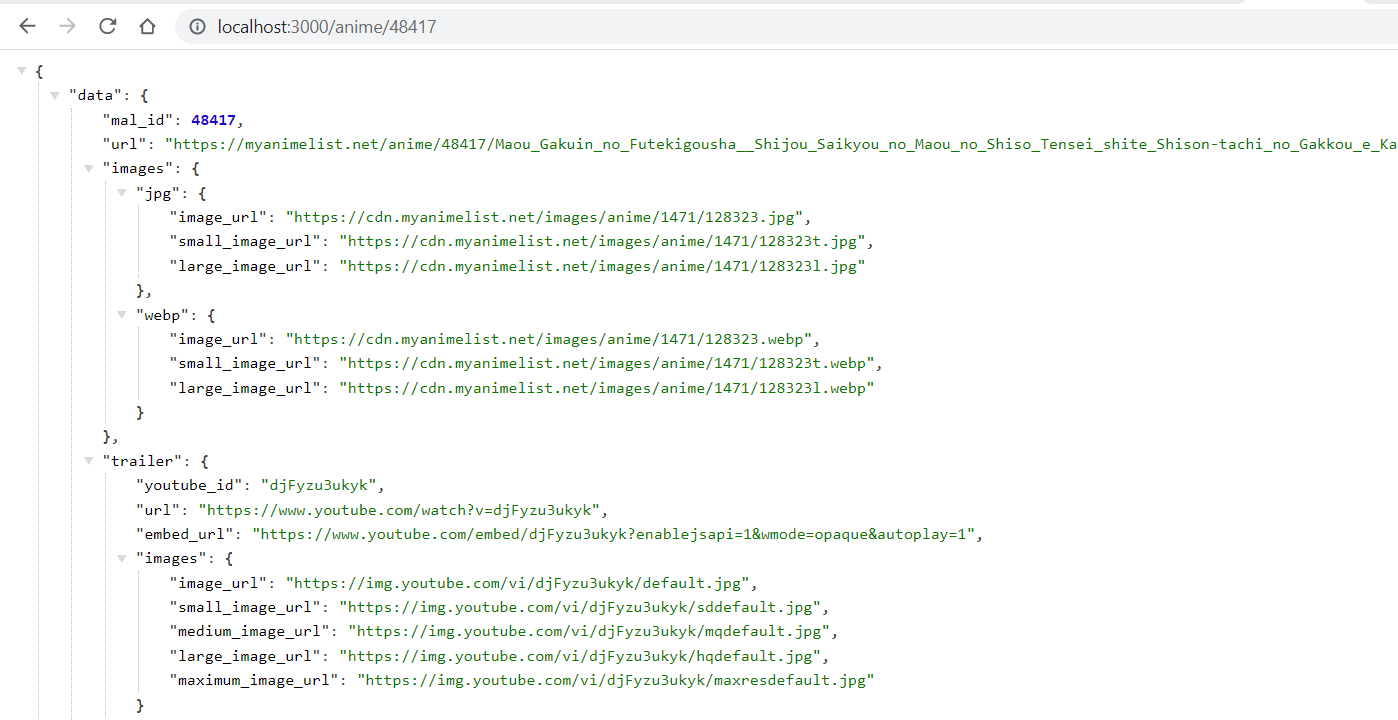 localhost:3000/anime/48417
{
"data": {
"mal_id": 48417,
"url": "https://myanimelist.net/anime/48417/Maou_Gakuin_no_Futekigousha__Shijou_Saikyou_no_Maou_no_Shiso_Tensei_shite_Shison-tachi_no_Gakkou_e_Ka
"images": {
"jpg": {
"image_url": "https://cdn.myanimelist.net/images/anime/1471/128323.jpg",
"small_image_url": "https://cdn.myanimelist.net/images/anime/1471/128323t.jpg",
"large_image_url": "https://cdn.myanimelist.net/images/anime/1471/128323l.jpg"
},
"webp": {
"image_url": "https://cdn.myanimelist.net/images/anime/1471/128323.webp",
"small_image_url": "https://cdn.myanimelist.net/images/anime/1471/128323t.webp",
"large_image_url": "https://cdn.myanimelist.net/images/anime/1471/128323l.webp"
}
},
"trailer": {
"youtube_id": "djFyzu3ukyk",
"url": "https://www.youtube.com/watch?v=djFyzu3ukyk",
"embed_url": "https://www.youtube.com/embed/djFyzu3ukyk?enablejsapi=1&wmode=opaque&autoplay=1",
"images": {
"image_url": "https://img.youtube.com/vi/djFyzu3ukyk/default.jpg",
"small_image_url": "https://img.youtube.com/vi/djFyzu3ukyk/sddefault.jpg",
"medium_image_url": "https://img.youtube.com/vi/djFyzu3ukyk/mqdefault.jpg",
"large_image_url": "https://img.youtube.com/vi/djFyzu3ukyk/hqdefault.jpg",
"maximum_image_url": "https://img.youtube.com/vi/djFyzu3ukyk/maxresdefault.jpg"
}